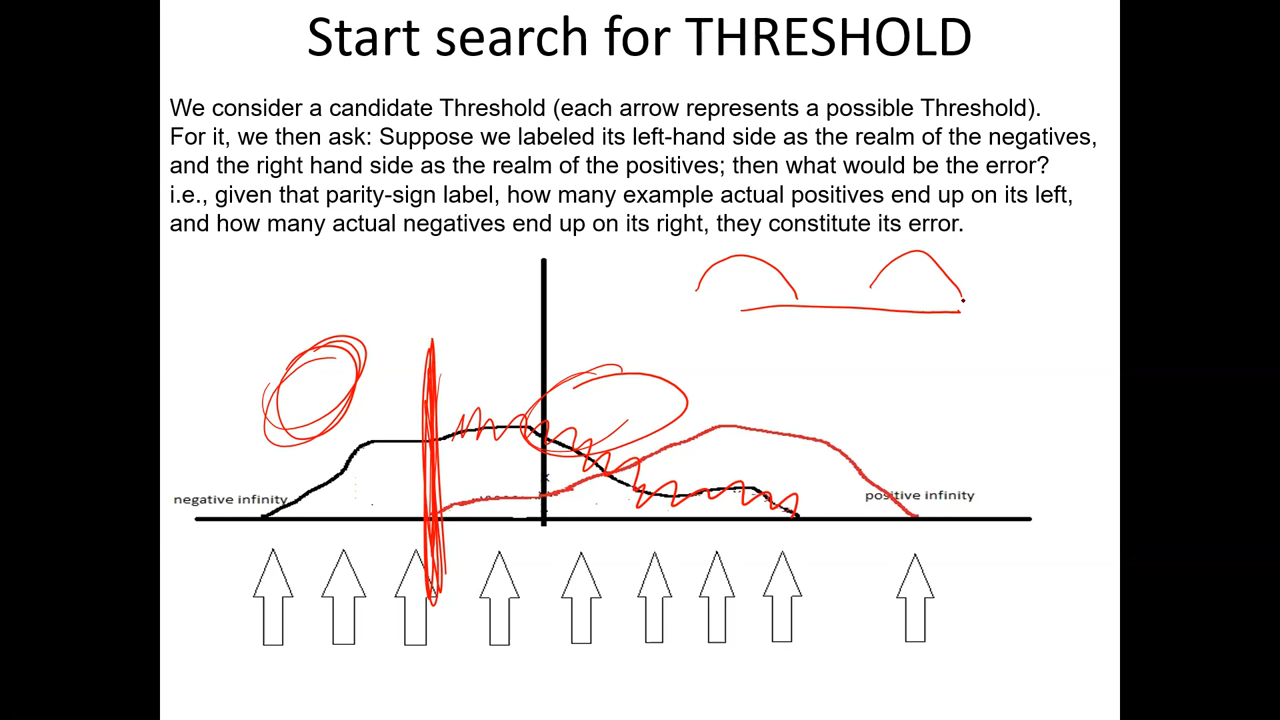 Start search for THRESHOLD
We consider a candidate Threshold (each arrow represents a possible Threshold).
For it, we then ask: Suppose we labeled its left-hand side as the realm of the negatives,
and the right hand side as the realm of the positives; then what would be the error?
i.e., given that parity-sign label, how many example actual positives end up on its left,
and how many actual negatives end up on its right, they constitute its error.
negative infinity
positive infinity